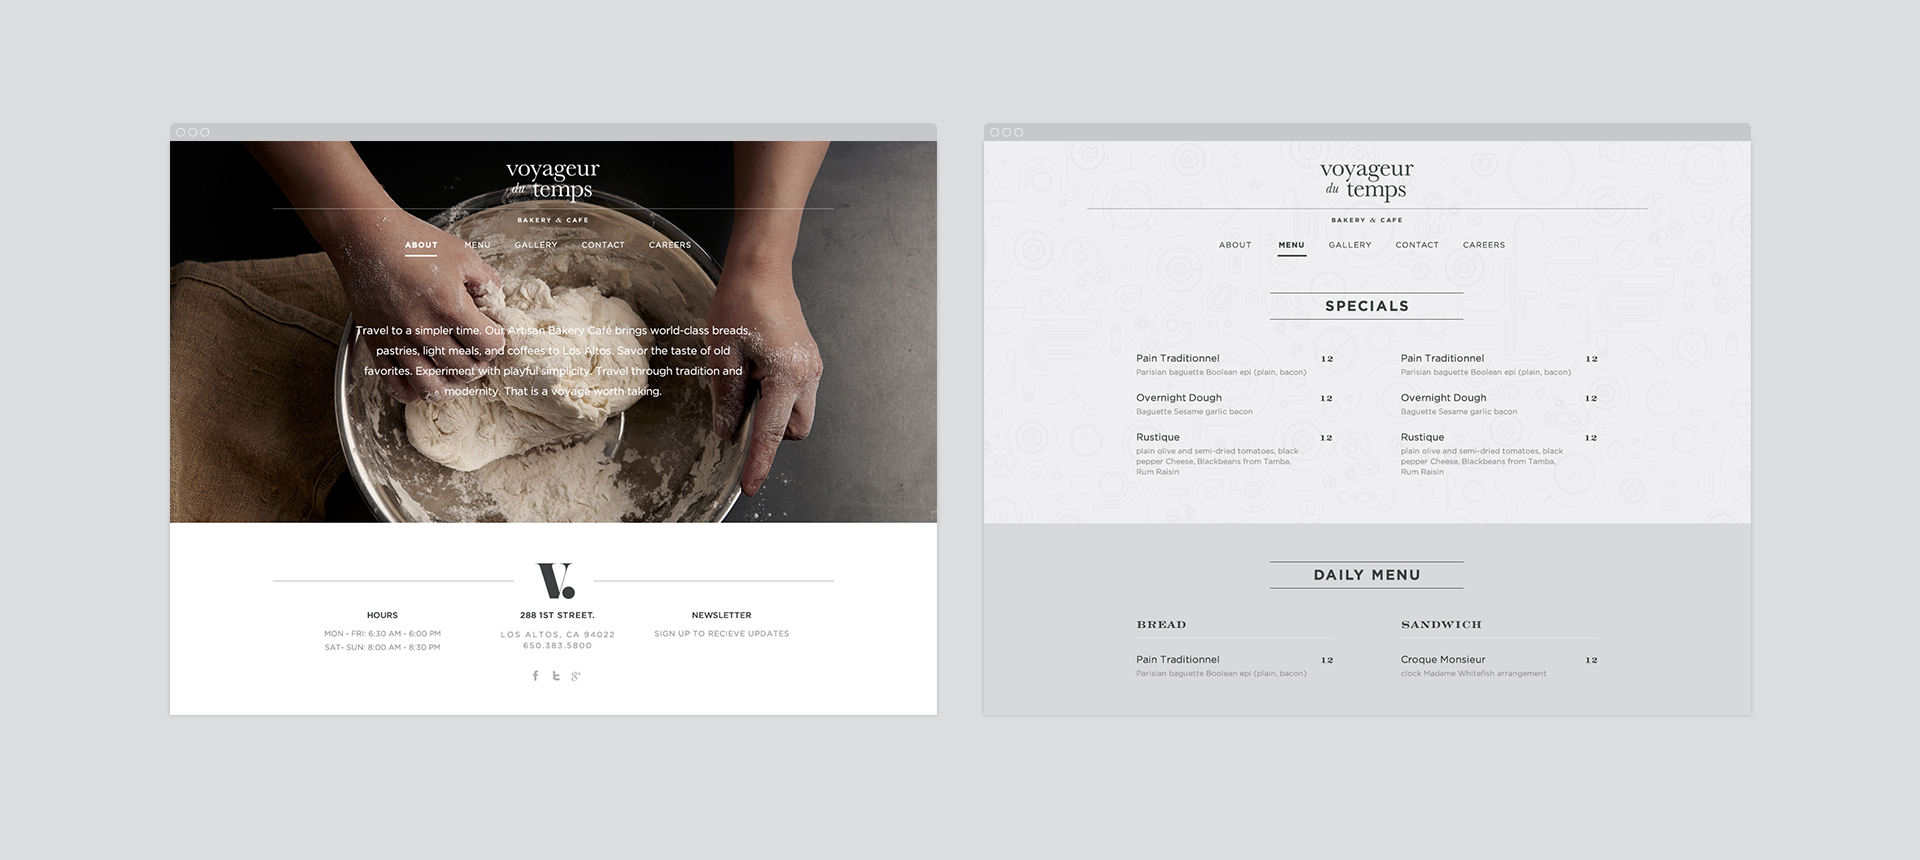 voyageur
du temps
BAKERY & CAFE
ABOUT MENU GALLERY CONTACT CAREERS
Travel to a simpler time. Our Artisan Bakery Café brings world-class breads,
pastries, light meals, and coffees to Los Altos. Savor the taste of old
favorites. Experiment with playful simplicity. Travel through tradition and
modernity. That is a voyage worth taking.
V.
HOURS
MON - FRI: 6:30 AM - 6:00 PM
SAT- SUN: 8:00 AM - 8:30 PM
288 1ST STREET.
LOS ALTOS, CA 94022
650.383.5800
NEWSLETTER
SIGN UP TO RECIEVE UPDATES
f t g+
voyageur
du temps
BAKERY & CAFE
ABOUT MENU GALLERY CONTACT CAREERS
SPECIALS
Pain Traditionnel 12
Parisian baguette Boolean epi (plain, bacon)
Overnight Dough 12
Baguette Sesame garlic bacon
Rustique 12
plain olive and semi-dried tomatoes, black
pepper Cheese, Blackbeans from Tamba,
Rum Raisin
Pain Traditionnel 12
Parisian baguette Boolean epi (plain, bacon)
Overnight Dough 12
Baguette Sesame garlic bacon
Rustique 12
plain olive and semi-dried tomatoes, black
pepper Cheese, Blackbeans from Tamba,
Rum Raisin
DAILY MENU
BREAD
Pain Traditionnel 12
Parisian baguette Boolean epi (plain, bacon)
SANDWICH
Croque Monsieur 12
clock Madame Whitefish arrangement